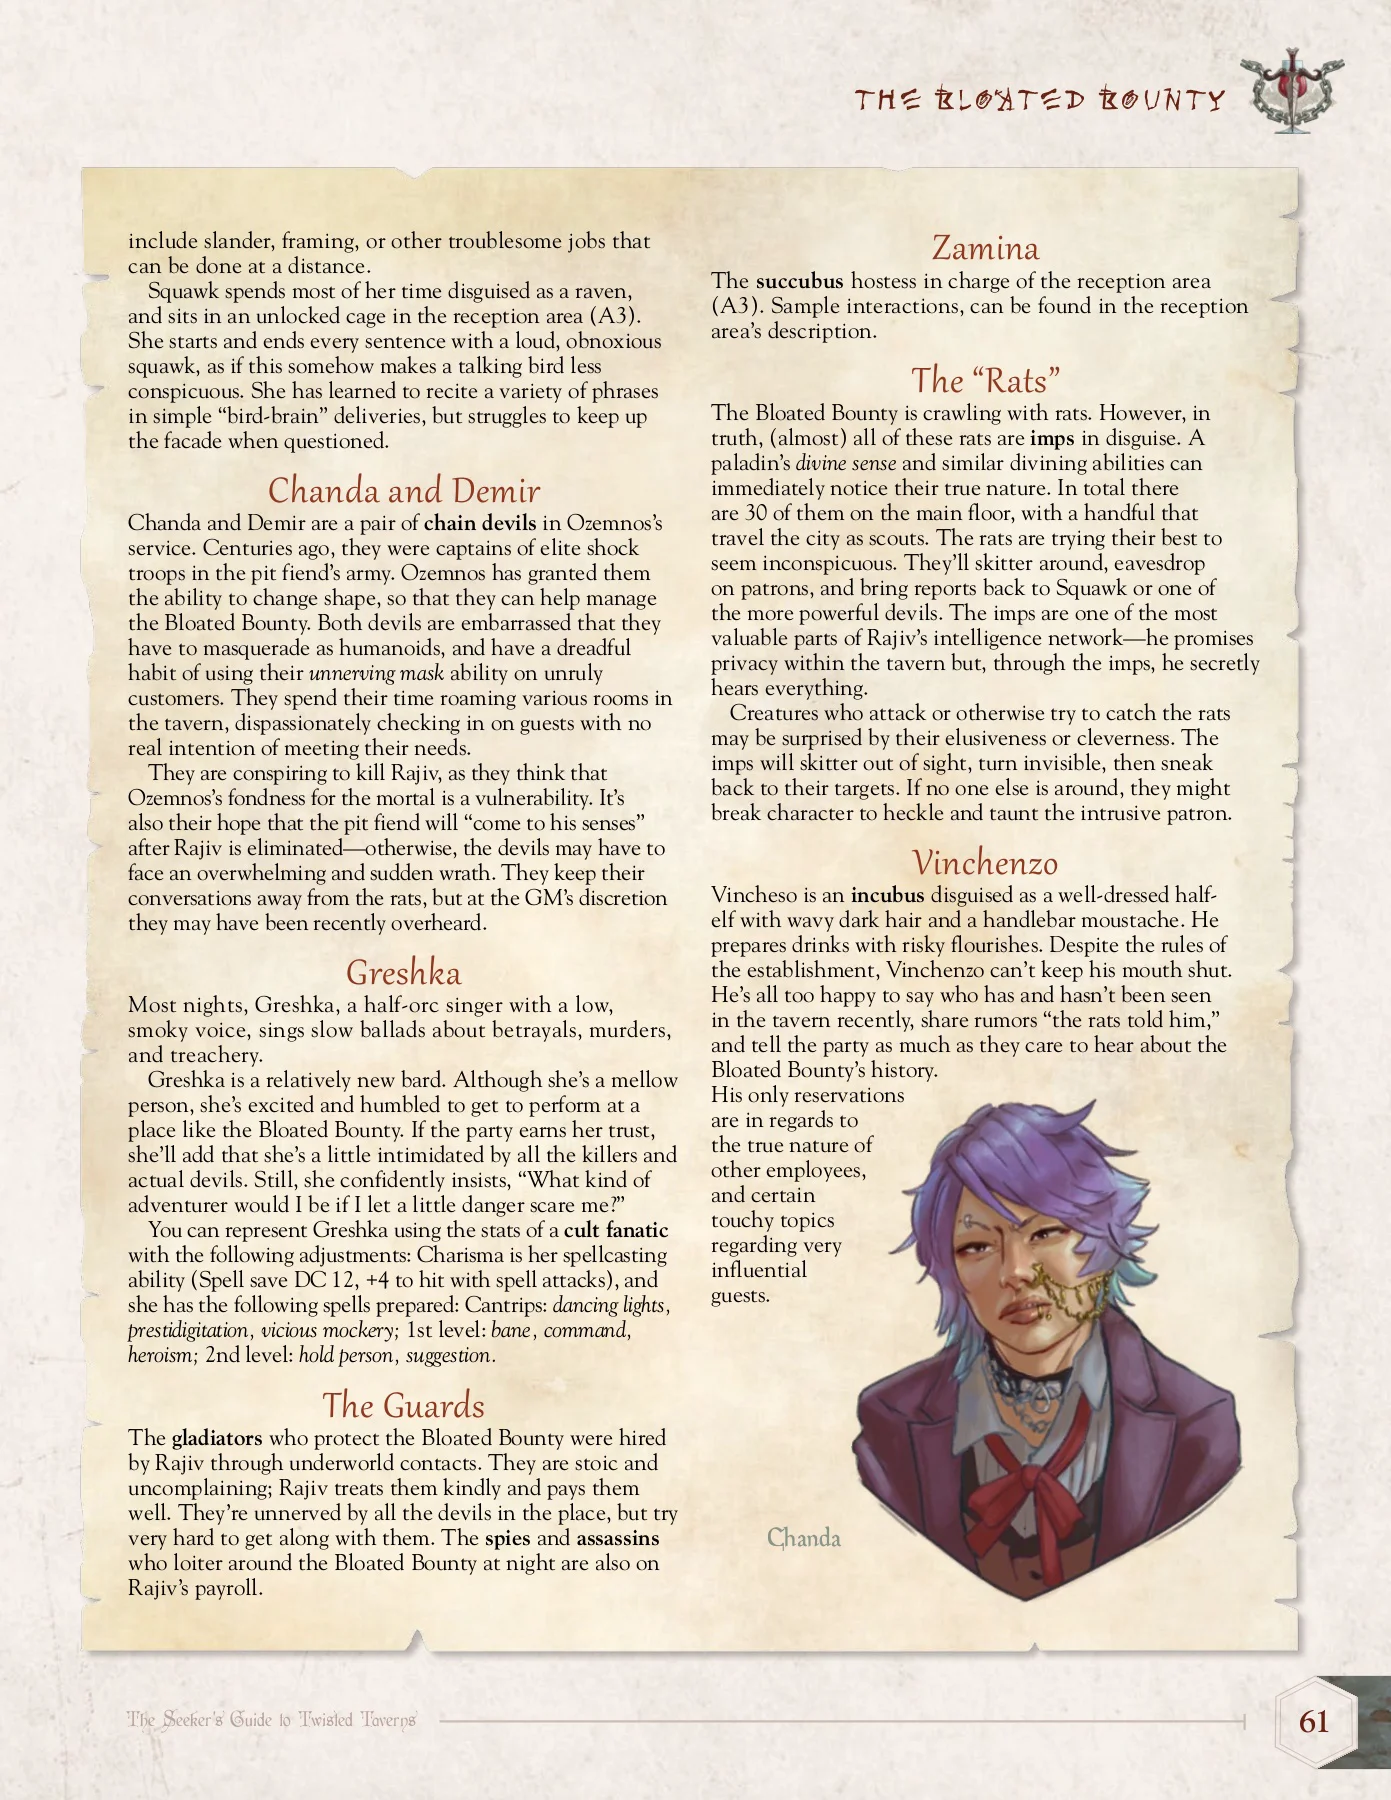 THE BLOATED BOUNTY
include slander, framing, or other troublesome jobs that
can be done at a distance.
Squawk spends most of her time disguised as a raven,
and sits in an unlocked cage in the reception area (A3).
She starts and ends every sentence with a loud, obnoxious
squawk, as if this somehow makes a talking bird less
conspicuous. She has learned to recite a variety of phrases
in simple “bird-brain” deliveries, but struggles to keep up
the facade when questioned.
Chanda and Demir
Chanda and Demir are a pair of chain devils in Ozemnos’s
service. Centuries ago, they were captains of elite shock
troops in the pit fiend’s army. Ozemnos has granted them
the ability to change shape, so that they can help manage
the Bloated Bounty. Both devils are embarrassed that they
have to masquerade as humanoids, and have a dreadful
habit of using their unnerving mask ability on unruly
customers. They spend their time roaming various rooms in
the tavern, dispassionately checking in on guests with no
real intention of meeting their needs.
They are conspiring to kill Rajiv, as they think that
Ozemnos’s fondness for the mortal is a vulnerability. It’s
also their hope that the pit fiend will “come to his senses”
after Rajiv is eliminated—otherwise, the devils may have to
face an overwhelming and sudden wrath. They keep their
conversations away from the rats, but at the GM’s discretion
they may have been recently overheard.
Greshka
Most nights, Greshka, a half-orc singer with a low,
smoky voice, sings slow ballads about betrayals, murders,
and treachery.
Greshka is a relatively new bard. Although she’s a mellow
person, she’s excited and humbled to get to perform at a
place like the Bloated Bounty. If the party earns her trust,
she’ll add that she’s a little intimidated by all the killers and
actual devils. Still, she confidently insists, “What kind of
adventurer would I be if I let a little danger scare me?”
You can represent Greshka using the stats of a cult fanatic
with the following adjustments: Charisma is her spellcasting
ability (Spell save DC 12, +4 to hit with spell attacks), and
she has the following spells prepared: Cantrips: dancing lights,
prestidigitation, vicious mockery; 1st level: bane, command,
heroism; 2nd level: hold person, suggestion.
The Guards
The gladiators who protect the Bloated Bounty were hired
by Rajiv through underworld contacts. They are stoic and
uncomplaining; Rajiv treats them kindly and pays them
well. They’re unnerved by all the devils in the place, but try
very hard to get along with them. The spies and assassins
who loiter around the Bloated Bounty at night are also on
Rajiv’s payroll.
Zamina
The succubus hostess in charge of the reception area
(A3). Sample interactions, can be found in the reception
area’s description.
The “Rats”
The Bloated Bounty is crawling with rats. However, in
truth, (almost) all of these rats are imps in disguise. A
paladin’s divine sense and similar divining abilities can
immediately notice their true nature. In total there
are 30 of them on the main floor, with a handful that
travel the city as scouts. The rats are trying their best to
seem inconspicuous. They’ll skitter around, eavesdrop
on patrons, and bring reports back to Squawk or one of
the more powerful devils. The imps are one of the most
valuable parts of Rajiv’s intelligence network—he promises
privacy within the tavern but, through the imps, he secretly
hears everything.
Creatures who attack or otherwise try to catch the rats
may be surprised by their elusiveness or cleverness. The
imps will skitter out of sight, turn invisible, then sneak
back to their targets. If no one else is around, they might
break character to heckle and taunt the intrusive patron.
Vinchenzo
Vincheso is an incubus disguised as a well-dressed half-
elf with wavy dark hair and a handlebar moustache. He
prepares drinks with risky flourishes. Despite the rules of
the establishment, Vinchenzo can’t keep his mouth shut.
He’s all too happy to say who has and hasn’t been seen
in the tavern recently, share rumors “the rats told him,”
and tell the party as much as they care to hear about the
Bloated Bounty’s history.
His only reservations
are in regards to
the true nature of
other employees,
and certain
touchy topics
regarding very
influential
guests.
Chanda
The Seeker's Guide to Twisted Taverns
61